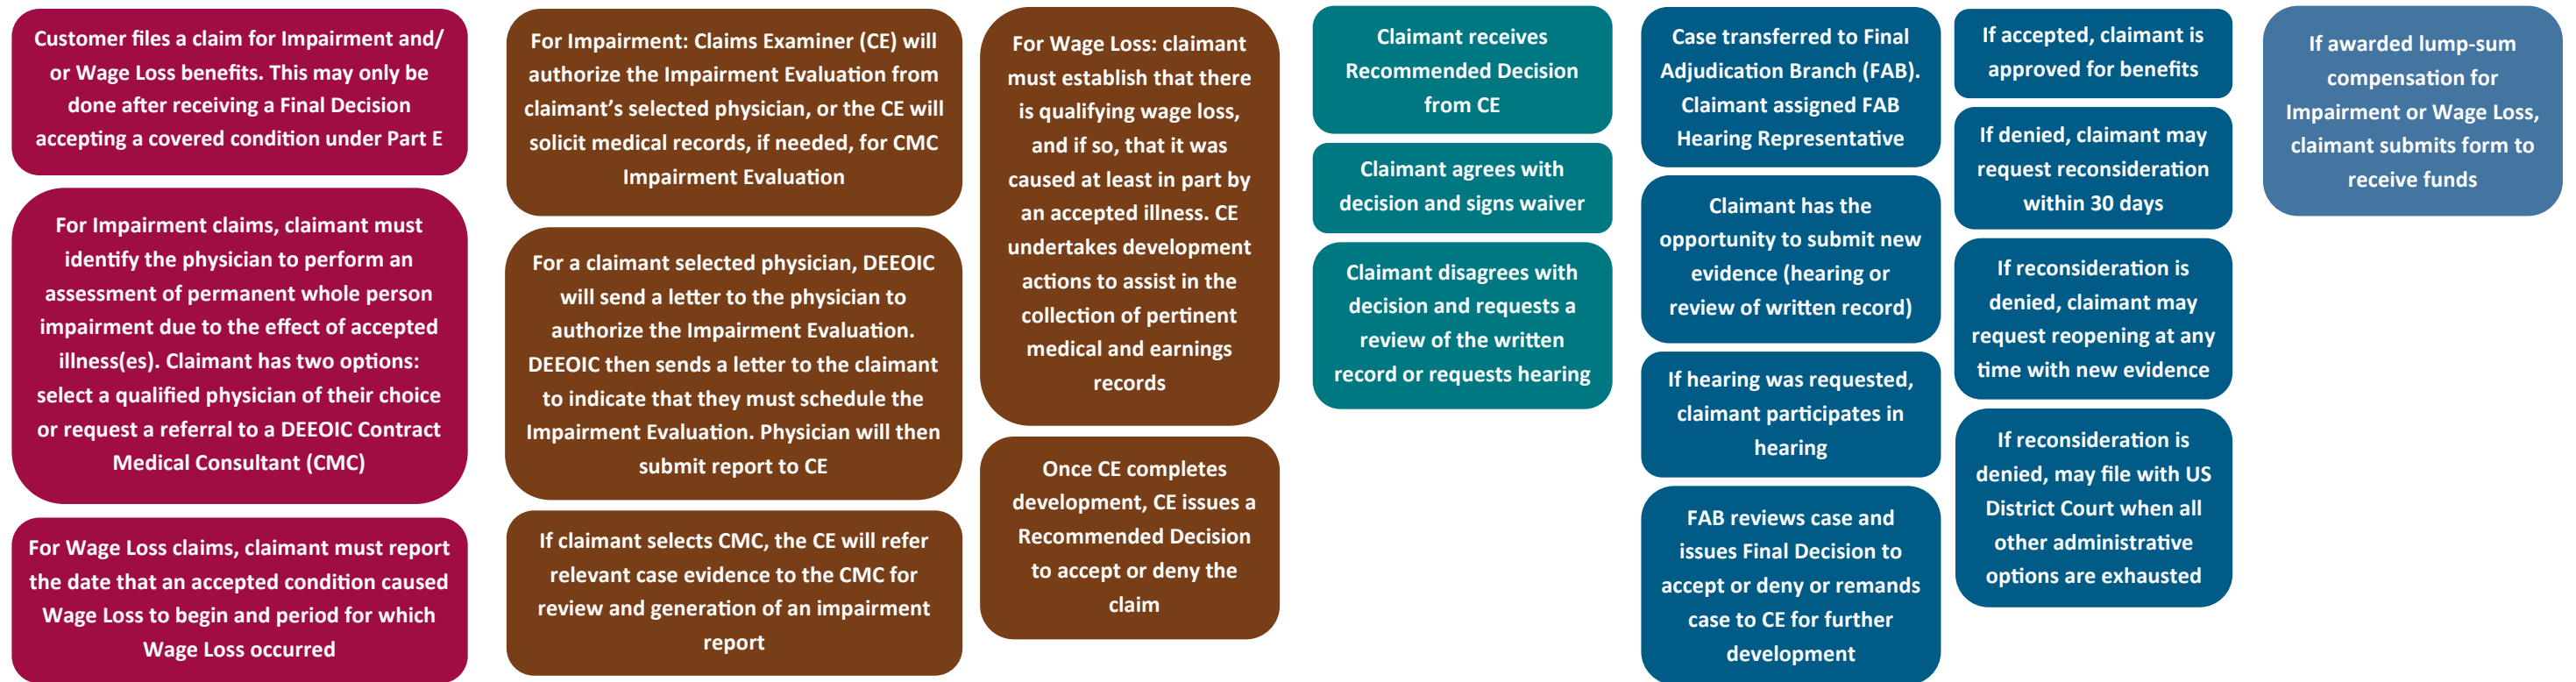 Customer files a claim for Impairment and/
or Wage Loss benefits. This may only be
done after receiving a Final Decision
accepting a covered condition under Part E
For Impairment claims, claimant must
identify the physician to perform an
assessment of permanent whole person
impairment due to the effect of accepted
illness(es). Claimant has two options:
select a qualified physician of their choice
or request a referral to a DEEOIC Contract
Medical Consultant (CMC)
For Wage Loss claims, claimant must report
the date that an accepted condition caused
Wage Loss to begin and period for which
Wage Loss occurred
For Impairment: Claims Examiner (CE) will
authorize the Impairment Evaluation from
claimant's selected physician, or the CE will
solicit medical records, if needed, for CMC
Impairment Evaluation
For a claimant selected physician, DEEOIC
will send a letter to the physician to
authorize the Impairment Evaluation.
DEEOIC then sends a letter to the claimant
to indicate that they must schedule the
Impairment Evaluation. Physician will then
submit report to CE
If claimant selects CMC, the CE will refer
relevant case evidence to the CMC for
review and generation of an impairment
report
For Wage Loss: claimant
must establish that there
is qualifying wage loss,
and if so, that it was
caused at least in part by
an accepted illness. CE
undertakes development
actions to assist in the
collection of pertinent
medical and earnings
records
Once CE completes
development, CE issues a
Recommended Decision
to accept or deny the
claim
Claimant receives
Recommended Decision
from CE
Claimant agrees with
decision and signs waiver
Claimant disagrees with
decision and requests a
review of the written
record or requests hearing
Case transferred to Final
Adjudication Branch (FAB).
Claimant assigned FAB
Hearing Representative
Claimant has the
opportunity to submit new
evidence (hearing or
review of written record)
If hearing was requested,
claimant participates in
hearing
FAB reviews case and
issues Final Decision to
accept or deny or remands
case to CE for further
development
If accepted, claimant is
approved for benefits
If denied, claimant may
request reconsideration
within 30 days
If reconsideration is
denied, claimant may
request reopening at any
time with new evidence
If reconsideration is
denied, may file with US
District Court when all
other administrative
options are exhausted
If awarded lump-sum
compensation for
Impairment or Wage Loss,
claimant submits form to
receive funds